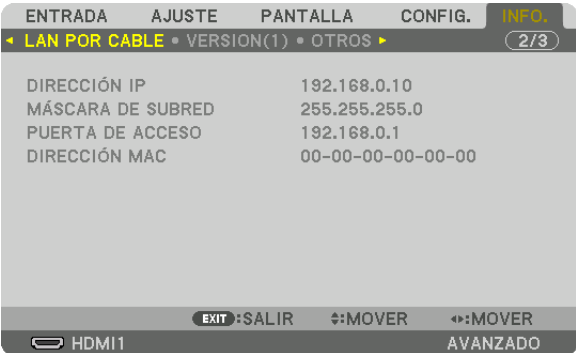 ENTRADA AJUSTE PANTALLA CONFIG. INFO.
LAN POR CABLE • VERSION(1) • OTROS 2/3
DIRECCIÓN IP 192.168.0.10
MÁSCARA DE SUBRED 255.255.255.0
PUERTA DE ACCESO 192.168.0.1
DIRECCIÓN MAC 00-00-00-00-00-00
EXIT :SALIR :MOVER :MOVER
HDMI1 AVANZADO